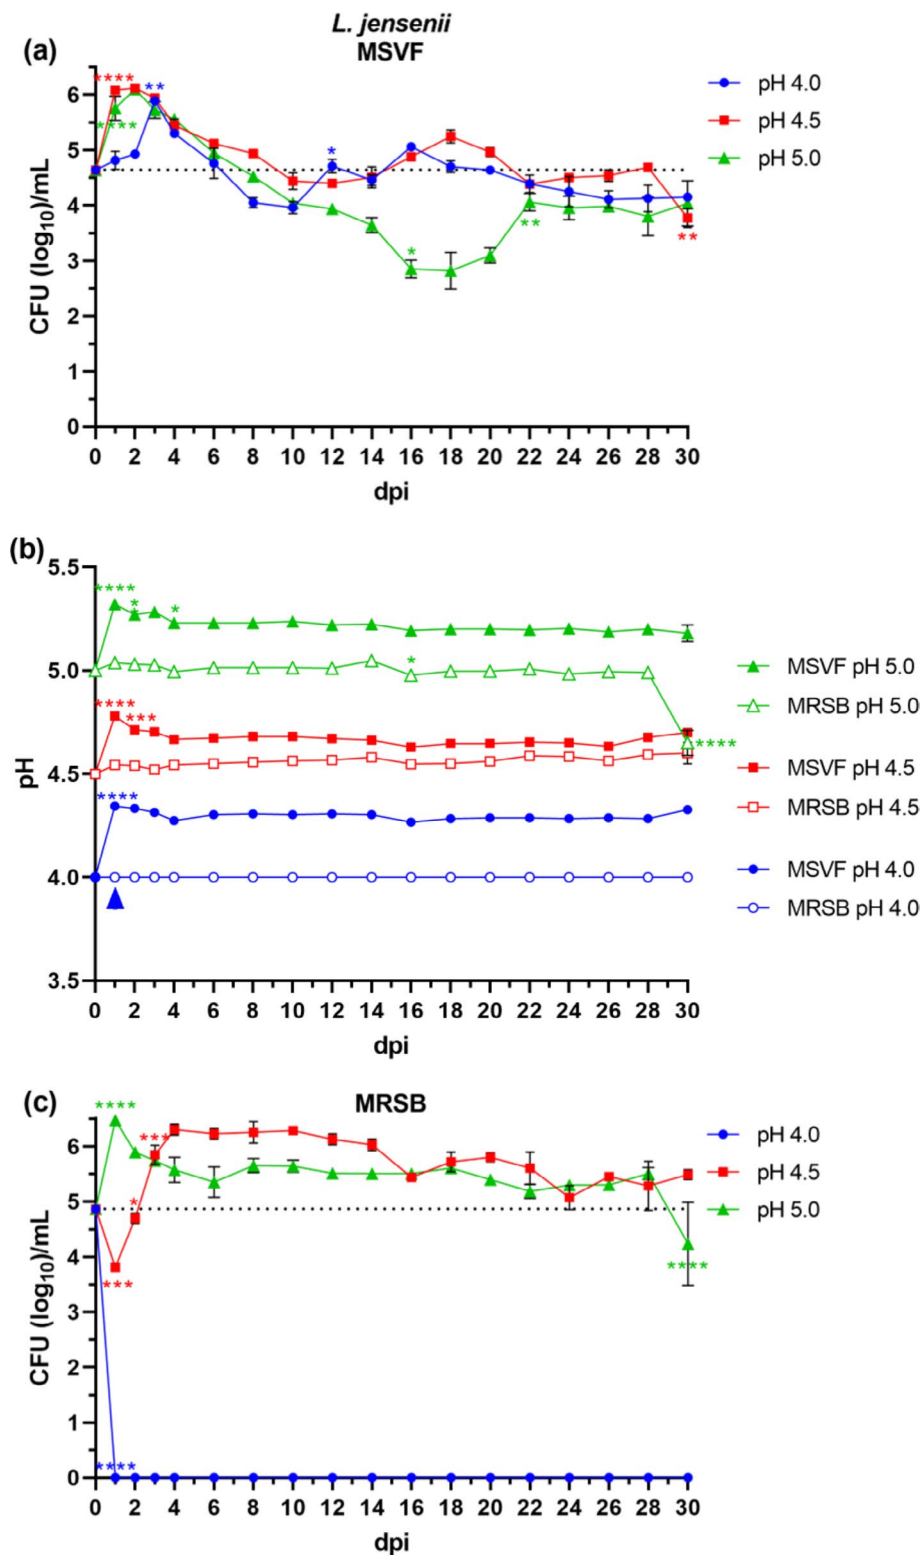 L. jensenii
(a) MSVF
****
**
****
*
*
**
**
pH 4.0
pH 4.5
pH 5.0
CFU (log10)/mL
6
5
4
3
2
1
0
0 2 4 6 8 10 12 14 16 18 20 22 24 26 28 30
dpi
(b)
5.5
5.0
4.5
4.0
3.5
pH
****
*
*
*
*
****
****
***
****
MSVF pH 5.0
MRSB pH 5.0
MSVF pH 4.5
MRSB pH 4.5
MSVF pH 4.0
MRSB pH 4.0
0 2 4 6 8 10 12 14 16 18 20 22 24 26 28 30
dpi
(c) MRSB
****
***
*
***
****
****
pH 4.0
pH 4.5
pH 5.0
CFU (log10)/mL
6
5
4
3
2
1
0
0 2 4 6 8 10 12 14 16 18 20 22 24 26 28 30
dpi